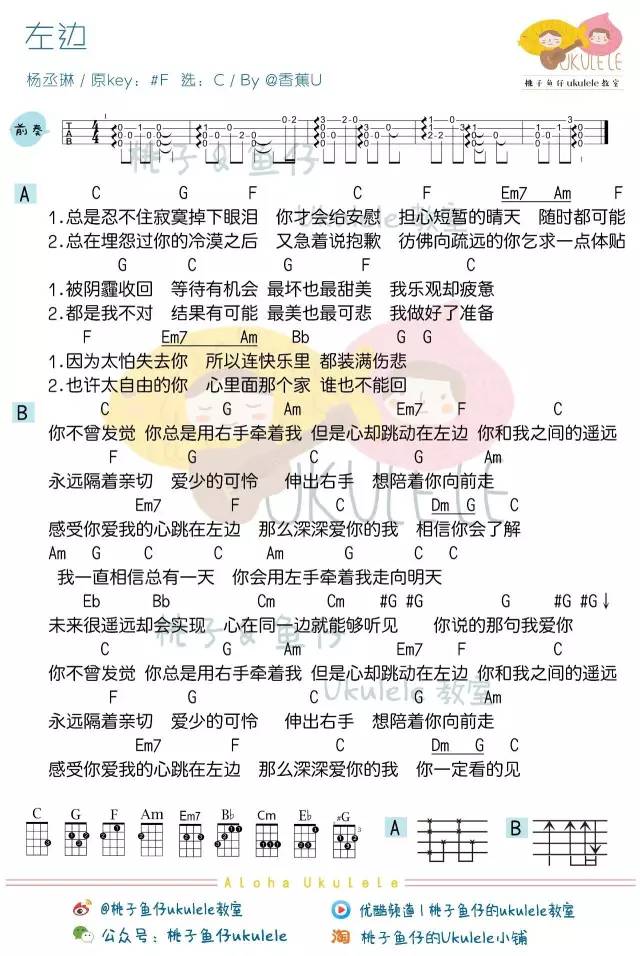 左边
杨丞琳 / 原key：#F 选：C / By @香蕉U
UKULELE
桃子鱼仔ukulele教室
前奏
桃子&鱼仔
Ukulele 教室
A
C G F C F Em7 Am F
1.总是忍不住寂寞掉下眼泪 你才会给安慰 担心短暂的晴天 随时都可能
2.总在埋怨过你的冷漠之后 又急着说抱歉 彷佛向疏远的你乞求一点体贴
G C G F C
1.被阴霾收回 等待有机会 最坏也最甜美 我乐观却疲惫
2.都是我不对 结果有可能 最美也最可悲 我做好了准备
F Em7 Am Bb G G
1.因为太怕失去你 所以连快乐里 都装满伤悲
2.也许太自由的你 心里面那个家 谁也不能回
B
C G Am Em7 F C
你不曾发觉 你总是用右手牵着我 但是心却跳动在左边 你和我之间的遥远
F G C G Am
永远隔着亲切 爱少的可怜 伸出右手 想陪着你向前走
Em7 F C Dm G C
感受你爱我的心跳在左边 那么深深爱你的我 相信你会了解
Am G C C Am G C C
我一直相信总有一天 你会用左手牵着我走向明天
Eb Bb Cm Cm #G #G G #G #G↓
未来很遥远却会实现 心在同一边就能够听见 你说的那句我爱你
C G Am Em7 F C
你不曾发觉 你总是用右手牵着我 但是心却跳动在左边 你和我之间的遥远
F G C G Am
永远隔着亲切 爱少的可怜 伸出右手 想陪着你向前走
Em7 F C Dm G C
感受你爱我的心跳在左边 那么深深爱你的我 你一定看的见
UKULELE
桃子&鱼仔
Ukulele 教室
C G F Am Em7 Bb Cm Eb #G A B
Aloha Ukulele
@桃子鱼仔ukulele教室
优酷频道 | 桃子鱼仔的ukulele教室
公众号：桃子鱼仔ukulele
淘 桃子鱼仔的Ukulele小铺